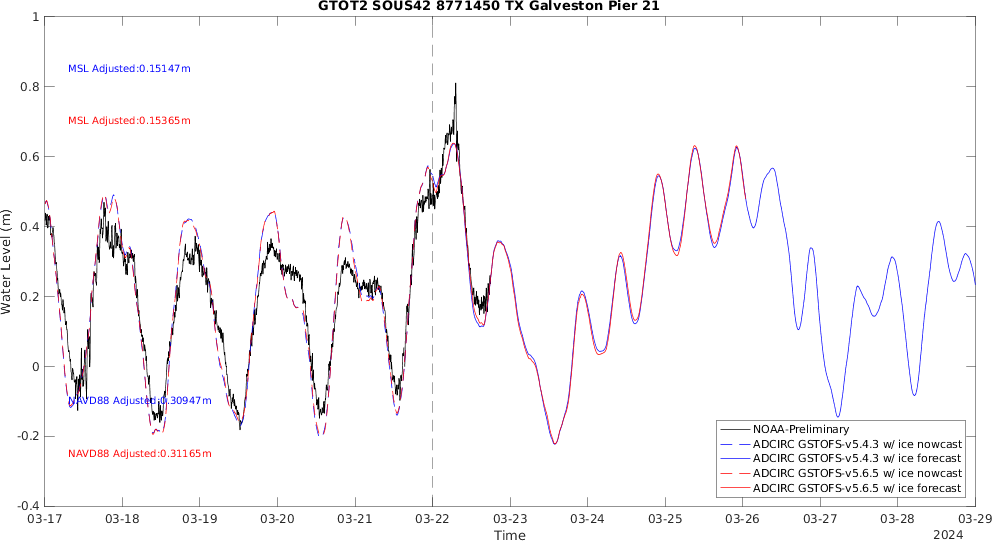 GTOT2 SOUS42 8771450 TX Galveston Pier 21
1
0.8
0.6
0.4
0.2
0
-0.2
-0.4
Water Level (m)
MSL Adjusted:0.15147m
MSL Adjusted:0.15365m
NAVD88 Adjusted:0.30947m
NAVD88 Adjusted:0.31165m
NOAA-Preliminary
ADCIRC GSTOFS-v5.4.3 w/ ice nowcast
ADCIRC GSTOFS-v5.4.3 w/ ice forecast
ADCIRC GSTOFS-v5.6.5 w/ ice nowcast
ADCIRC GSTOFS-v5.6.5 w/ ice forecast
03-17 03-18 03-19 03-20 03-21 03-22 03-23 03-24 03-25 03-26 03-27 03-28 03-29
Time
2024